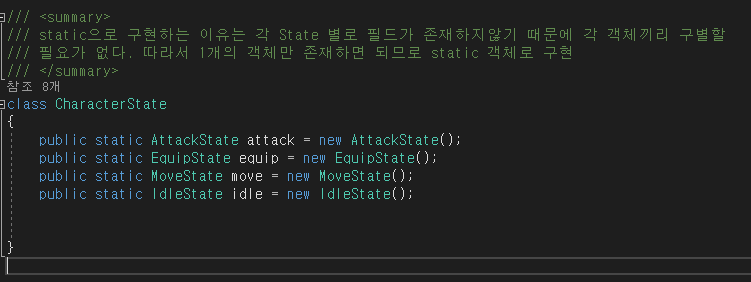 /// <summary>
/// static으로 구현하는 이유는 각 State 별로 필드가 존재하지않기 때문에 각 객체끼리 구별할
/// 필요가 없다. 따라서 1개의 객체만 존재하면 되므로 static 객체로 구현
/// </summary>
참조 8개
class CharacterState
{
public static AttackState attack = new AttackState();
public static EquipState equip = new EquipState();
public static MoveState move = new MoveState();
public static IdleState idle = new IdleState();
}